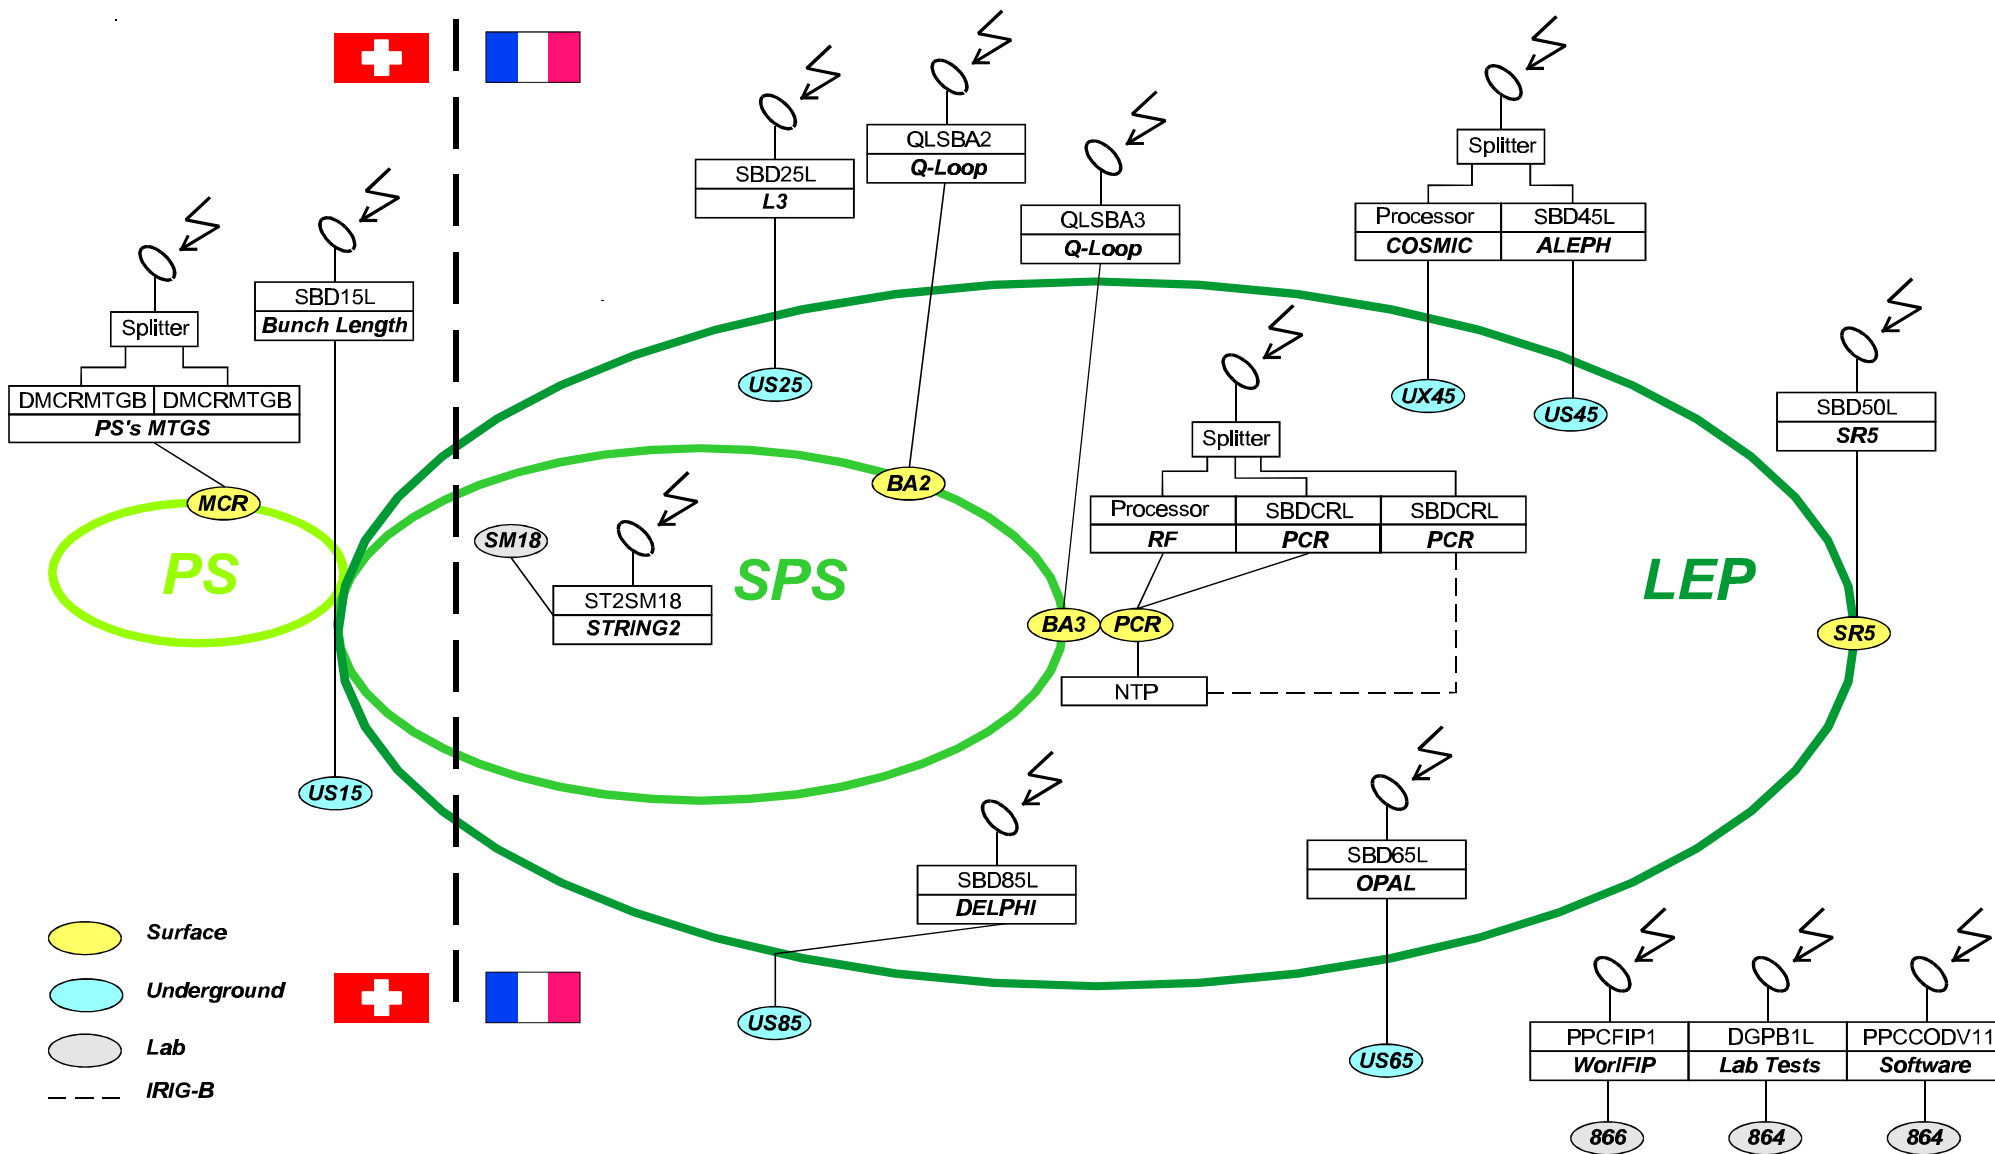 QLSBA2
Q-Loop
SBD25L
L3
Splitter
QLSBA3
Q-Loop
Processor
COSMIC
SBD45L
ALEPH
SBD15L
Bunch Length
Splitter
DMCRMTGB
DMCRMTGB
PS's MTGS
US25
UX45
US45
SBD50L
SR5
Splitter
MCR
BA2
Processor
RF
SBDCRL
PCR
SBDCRL
PCR
SM18
PS
SPS
LEP
ST2SM18
STRING2
BA3
PCR
SR5
NTP
US15
SBD85L
DELPHI
SBD65L
OPAL
US85
US65
Surface
Underground
Lab
IRIG-B
PPCFIP1
WorlFIP
DGPB1L
Lab Tests
PPCCODV11
Software
866
864
864